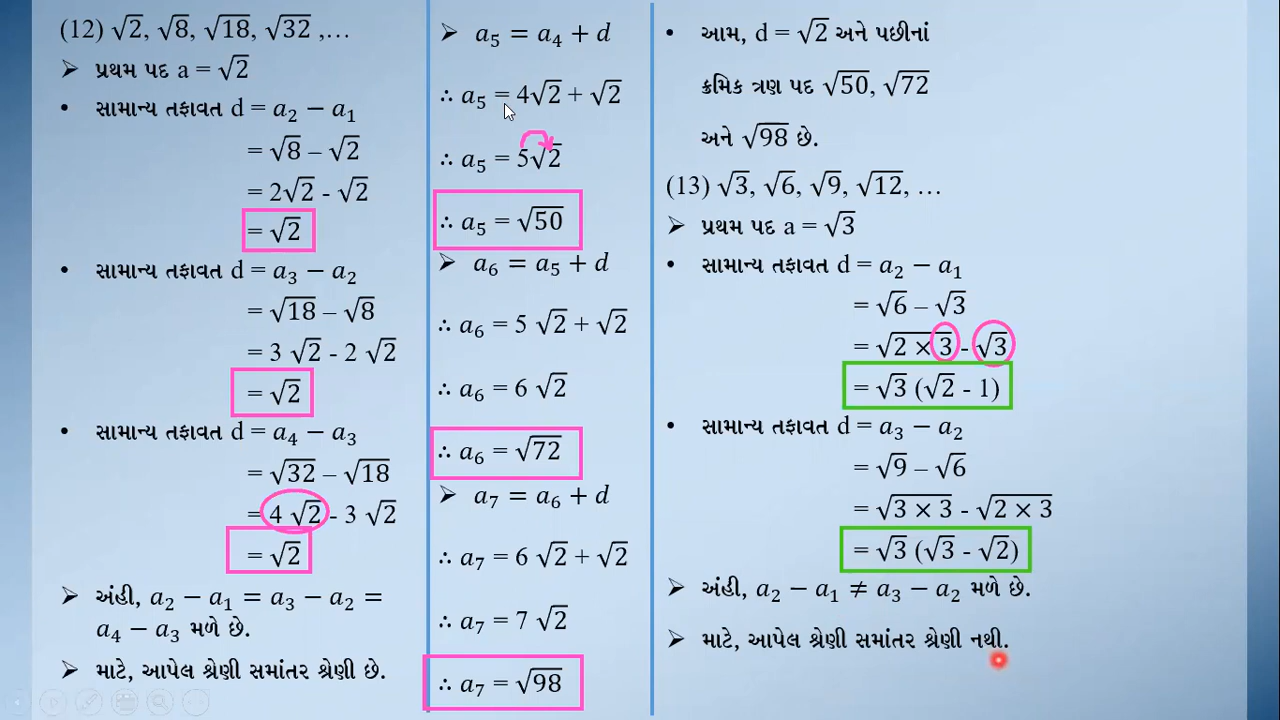 (12) √2, √8, √18, √32 ,…
➢ પ્રથમ પદ a = √2
• સામાન્ય તફાવત d = a₂ − a₁
= √8 – √2
= 2√2 - √2
= √2
• સામાન્ય તફાવત d = a₃ − a₂
= √18 – √8
= 3 √2 - 2 √2
= √2
• સામાન્ય તફાવત d = a₄ − a₃
= √32 – √18
= 4 √2 - 3 √2
= √2
➢ અંહી, a₂ − a₁ = a₃ − a₂ =
a₄ − a₃ મળે છે.
➢ માટે, આપેલ શ્રેણી સમાંતર શ્રેણી છે.
➢ a₅ = a₄ + d
∴ a₅ = 4√2 + √2
∴ a₅ = 5√2
∴ a₅ = √50
➢ a₆ = a₅ + d
∴ a₆ = 5 √2 + √2
∴ a₆ = 6 √2
∴ a₆ = √72
➢ a₇ = a₆ + d
∴ a₇ = 6 √2 + √2
∴ a₇ = 7 √2
∴ a₇ = √98
• આમ, d = √2 અને પછીનાં
ક્રમિક ત્રણ પદ √50, √72
અને √98 છે.
(13) √3, √6, √9, √12, …
➢ પ્રથમ પદ a = √3
• સામાન્ય તફાવત d = a₂ − a₁
= √6 – √3
= √(2 × 3) - √3
= √3 (√2 - 1)
• સામાન્ય તફાવત d = a₃ − a₂
= √9 – √6
= √(3 × 3) - √(2 × 3)
= √3 (√3 - √2)
➢ અંહી, a₂ − a₁ ≠ a₃ − a₂ મળે છે.
➢ માટે, આપેલ શ્રેણી સમાંતર શ્રેણી નથી.